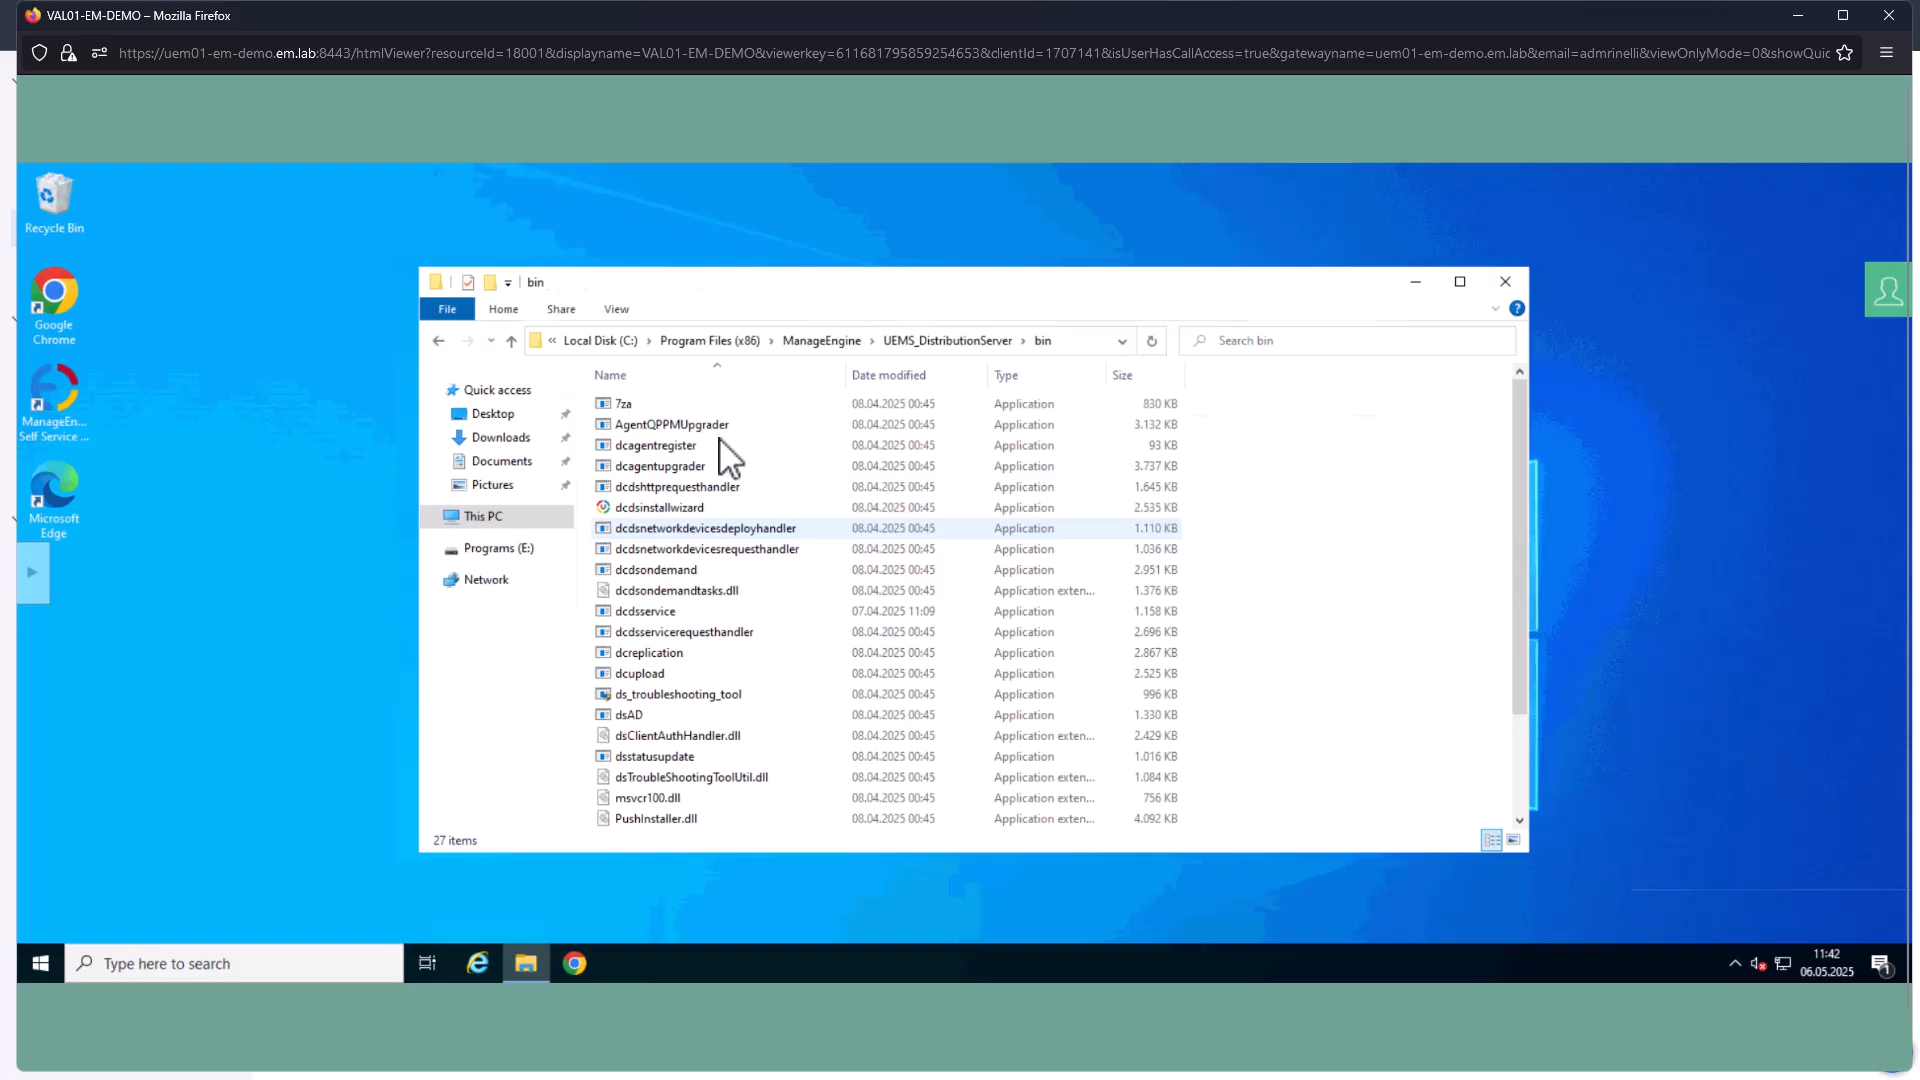 VAL01-EM-DEMO – Mozilla Firefox
https://uem01-em-demo.em.lab:8443/htmlViewer?resourceId=18001&displayname=VAL01-EM-DEMO&viewerkey=611681795859254653&clientId=1707141&isUserHasCallAccess=true&gatewayname=uem01-em-demo.em.lab&email=admrinelli&viewOnlyMode=0&showQuic
Recycle Bin
Google
Chrome
ManageEn...
Self Service ...
Microsoft
Edge
bin
File Home Share View
« Local Disk (C:) › Program Files (x86) › ManageEngine › UEMS_DistributionServer › bin
Search bin
Quick access
Desktop
Downloads
Documents
Pictures
This PC
Programs (E:)
Network
Name Date modified Type Size
7za 08.04.2025 00:45 Application 830 KB
AgentQPPMUpgrader 08.04.2025 00:45 Application 3.132 KB
dcagentregister 08.04.2025 00:45 Application 93 KB
dcagentupgrader 08.04.2025 00:45 Application 3.737 KB
dcdshttprequesthandler 08.04.2025 00:45 Application 1.645 KB
dcdsinstallwizard 08.04.2025 00:45 Application 2.535 KB
dcdsnetworkdevicesdeployhandler 08.04.2025 00:45 Application 1.110 KB
dcdsnetworkdevicesrequesthandler 08.04.2025 00:45 Application 1.036 KB
dcdsondemand 08.04.2025 00:45 Application 2.951 KB
dcdsondemandtasks.dll 08.04.2025 00:45 Application exten... 1.376 KB
dcdsservice 07.04.2025 11:09 Application 1.158 KB
dcdsservicerequesthandler 08.04.2025 00:45 Application 2.696 KB
dcreplication 08.04.2025 00:45 Application 2.867 KB
dcupload 08.04.2025 00:45 Application 2.525 KB
ds_troubleshooting_tool 08.04.2025 00:45 Application 996 KB
dsAD 08.04.2025 00:45 Application 1.330 KB
dsClientAuthHandler.dll 08.04.2025 00:45 Application exten... 2.429 KB
dsstatusupdate 08.04.2025 00:45 Application 1.016 KB
dsTroubleShootingToolUtil.dll 08.04.2025 00:45 Application exten... 1.084 KB
msvcr100.dll 08.04.2025 00:45 Application exten... 756 KB
PushInstaller.dll 08.04.2025 00:45 Application exten... 4.092 KB
27 items
Type here to search
11:42
06.05.2025
1